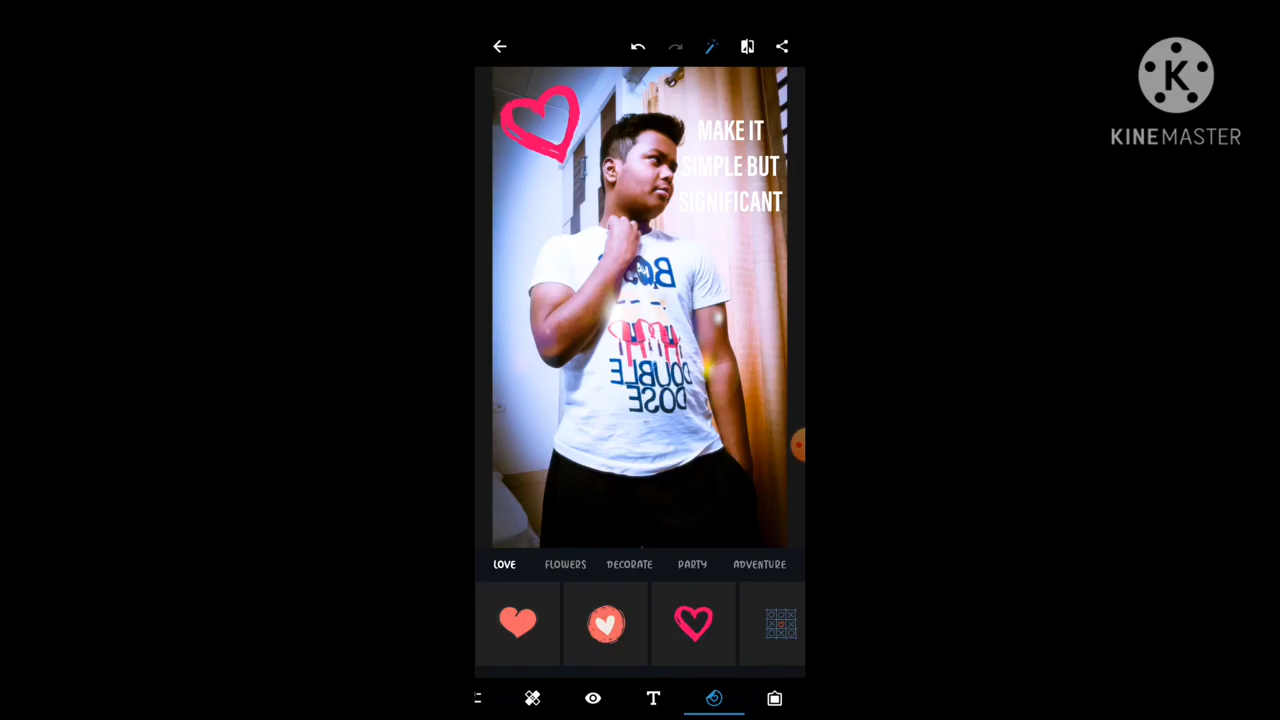 KINEMASTER
MAKE IT
SIMPLE BUT
SIGNIFICANT
DOUBLE
DOSE
LOVE FLOWERS DECORATE PARTY ADVENTURE